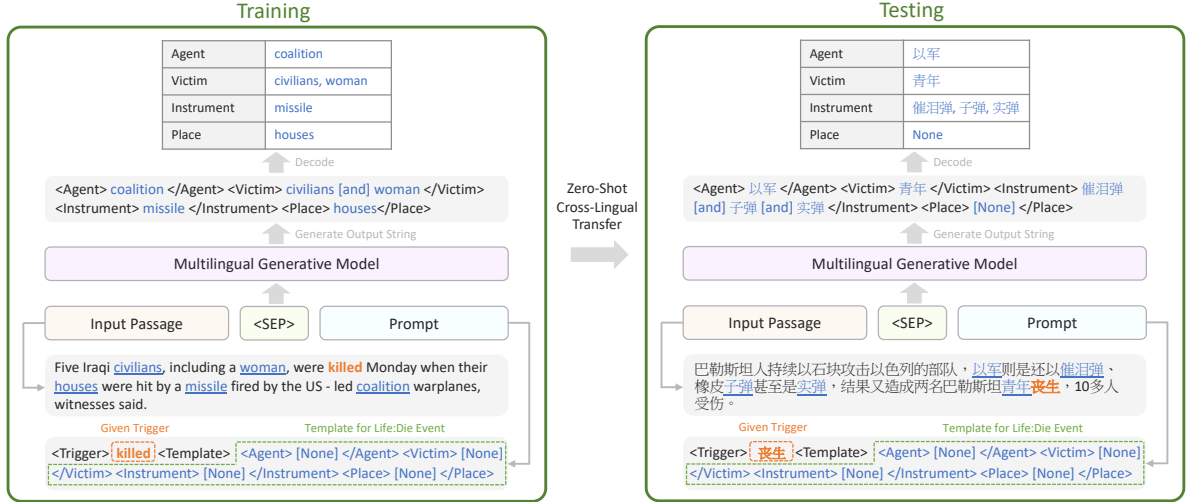 Training
Agent coalition
Victim civilians, woman
Instrument missile
Place houses
Decode
<Agent> coalition </Agent> <Victim> civilians [and] woman </Victim>
<Instrument> missile </Instrument> <Place> houses</Place>
Generate Output String
Multilingual Generative Model
Input Passage <SEP> Prompt
Five Iraqi civilians, including a woman, were killed Monday when their
houses were hit by a missile fired by the US - led coalition warplanes,
witnesses said.
Given Trigger Template for Life:Die Event
<Trigger> killed <Template> <Agent> [None] </Agent> <Victim> [None]
</Victim> <Instrument> [None] </Instrument> <Place> [None] </Place>
Zero-Shot
Cross-Lingual
Transfer
Testing
Agent 以军
Victim 青年
Instrument 催泪弹, 子弹, 实弹
Place None
Decode
<Agent> 以军 </Agent> <Victim> 青年 </Victim> <Instrument> 催泪弹
[and] 子弹 [and] 实弹 </Instrument> <Place> [None] </Place>
Generate Output String
Multilingual Generative Model
Input Passage <SEP> Prompt
巴勒斯坦人持续以石块攻击以色列的部队，以军则是还以催泪弹、
橡皮子弹甚至是实弹，结果又造成两名巴勒斯坦青年丧生，10多人
受伤。
Given Trigger Template for Life:Die Event
<Trigger> 丧生 <Template> <Agent> [None] </Agent> <Victim> [None]
</Victim> <Instrument> [None] </Instrument> <Place> [None] </Place>